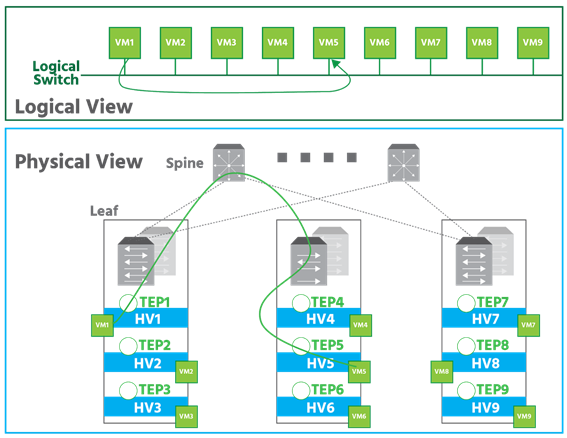 VM1 VM2 VM3 VM4 VM5 VM6 VM7 VM8 VM9
Logical
Switch
Logical View
Physical View
Spine
Leaf
TEP1
VM1
HV1
TEP2
HV2
VM2
TEP3
HV3
VM3
TEP4
HV4
VM4
TEP5
HV5
VM5
TEP6
HV6
VM6
TEP7
HV7
VM7
TEP8
VM8
HV8
TEP9
HV9
VM9